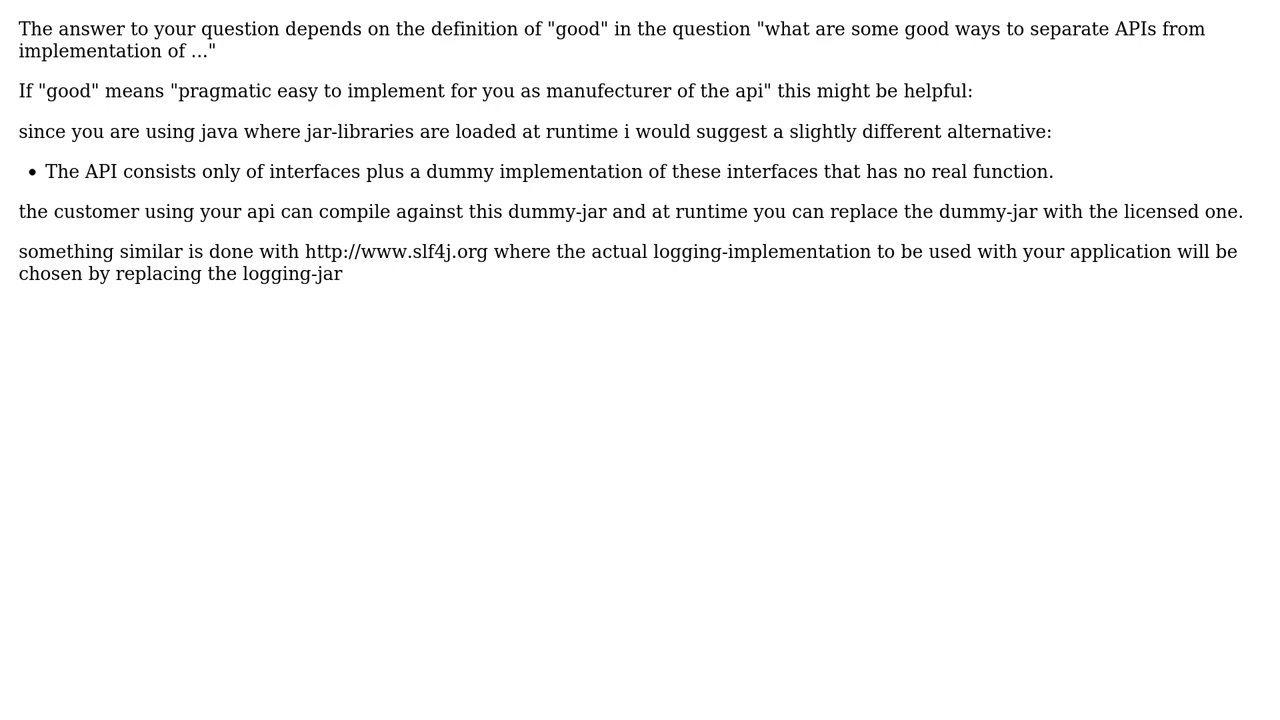 The answer to your question depends on the definition of "good" in the question "what are some good ways to separate APIs from
implementation of ..."
If "good" means "pragmatic easy to implement for you as manufecturer of the api" this might be helpful:
since you are using java where jar-libraries are loaded at runtime i would suggest a slightly different alternative:
• The API consists only of interfaces plus a dummy implementation of these interfaces that has no real function.
the customer using your api can compile against this dummy-jar and at runtime you can replace the dummy-jar with the licensed one.
something similar is done with http://www.slf4j.org where the actual logging-implementation to be used with your application will be
chosen by replacing the logging-jar